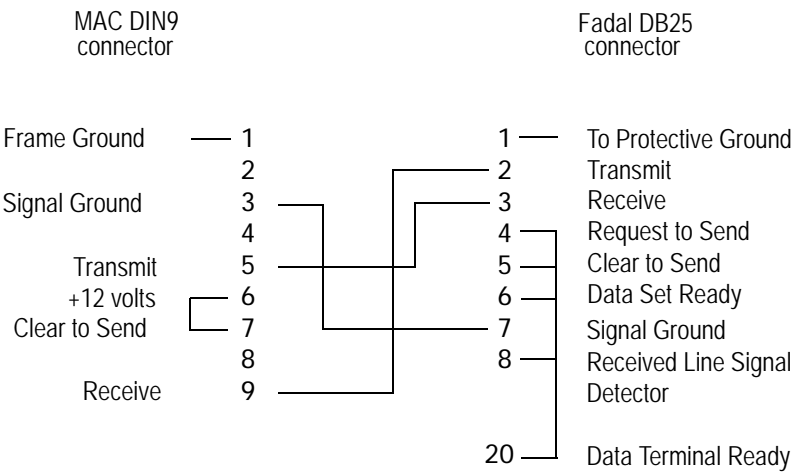 MAC DIN9
connector
Fadal DB25
connector
Frame Ground 1
2
Signal Ground 3
4
Transmit 5
+12 volts 6
Clear to Send 7
8
Receive 9
1 To Protective Ground
2 Transmit
3 Receive
4 Request to Send
5 Clear to Send
6 Data Set Ready
7 Signal Ground
8 Received Line Signal
Detector
20 Data Terminal Ready